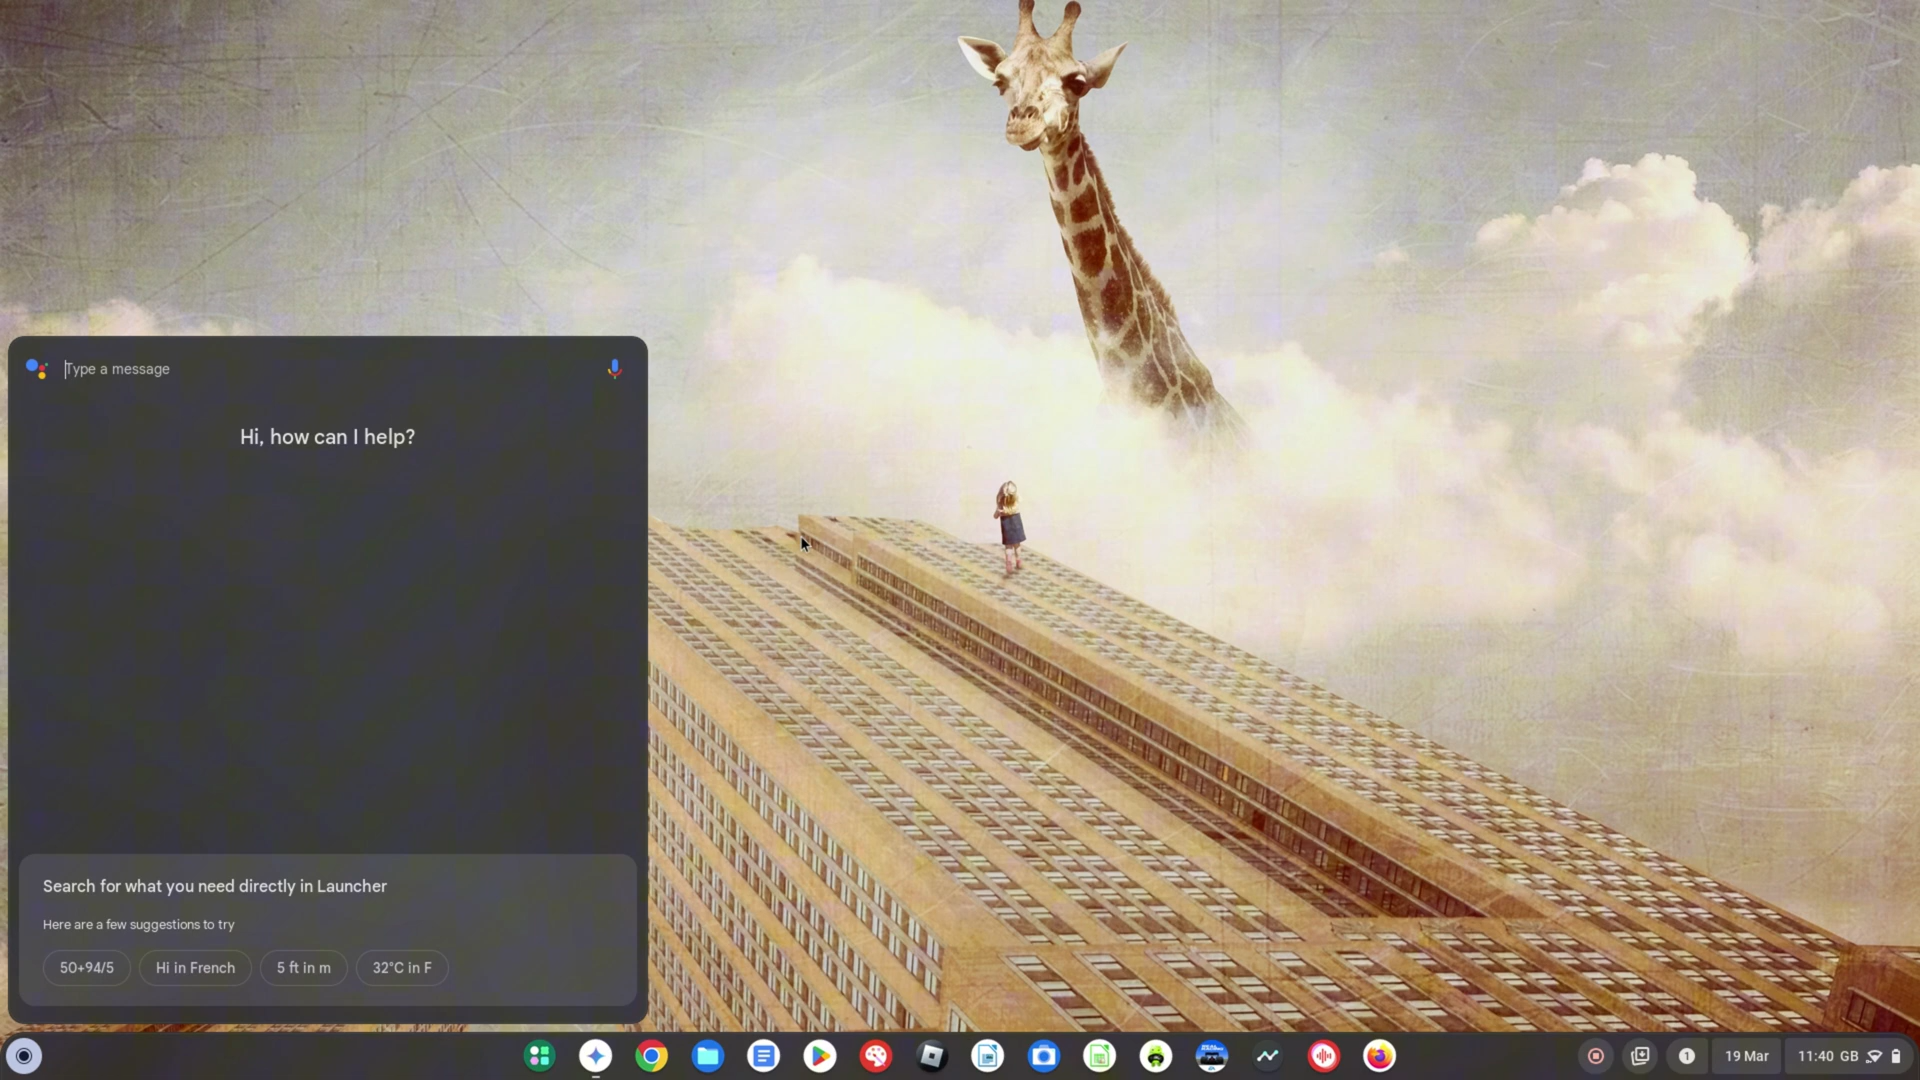 Type a message
Hi, how can I help?
Search for what you need directly in Launcher
Here are a few suggestions to try
50+94/5 Hi in French 5 ft in m 32°C in F
1 19 Mar 11:40 GB